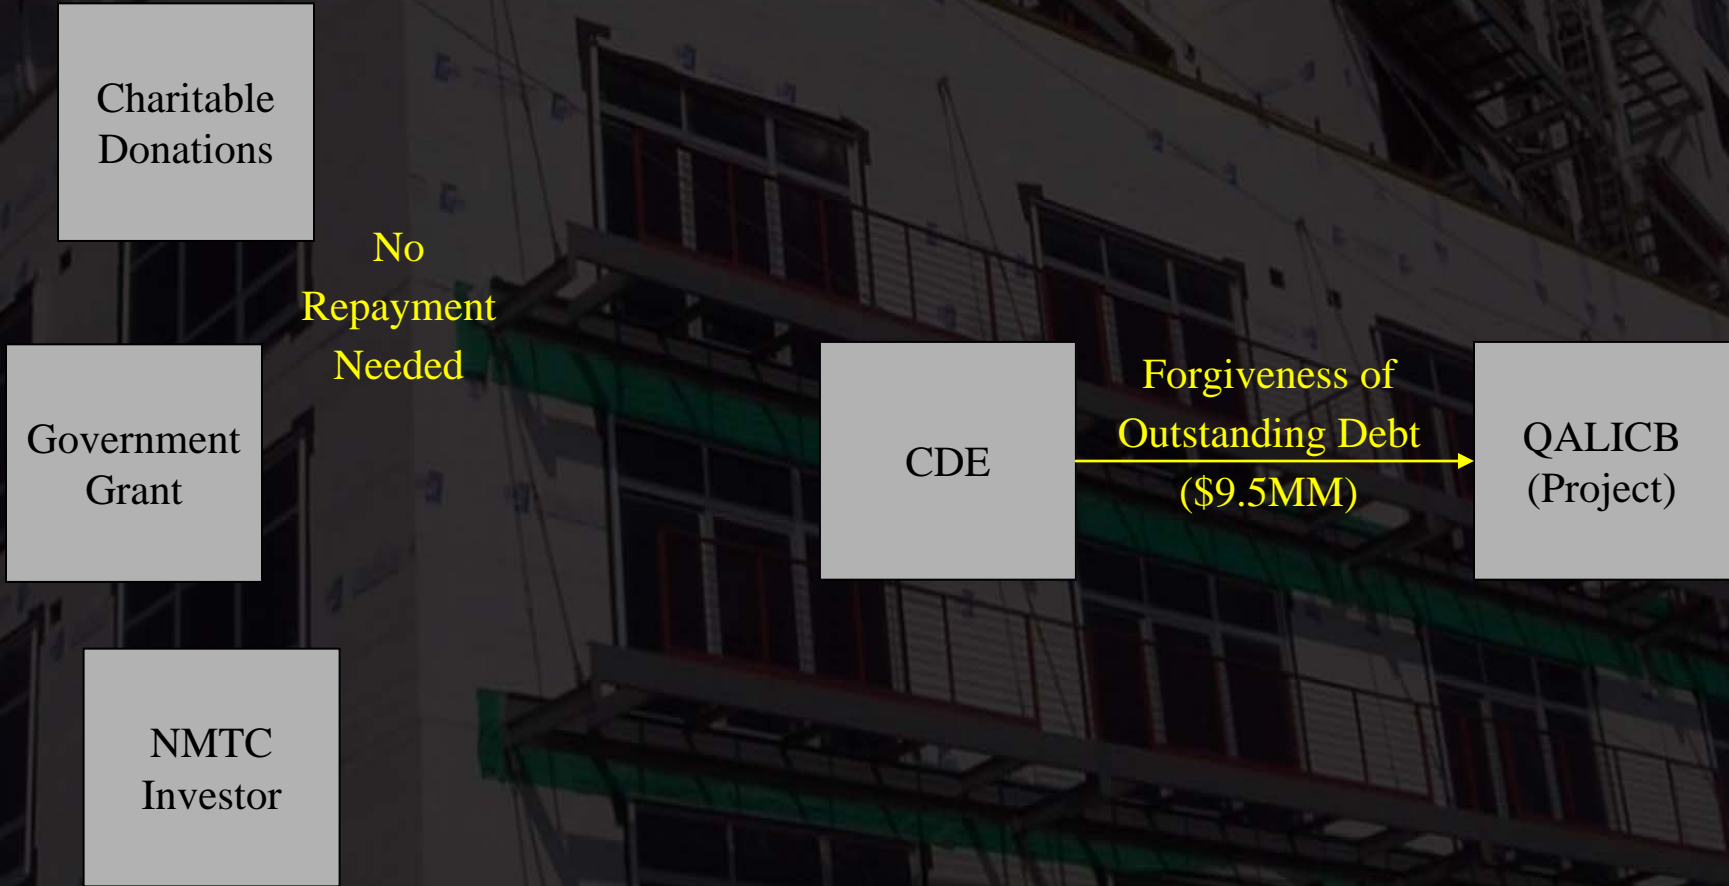 Charitable
Donations
No
Repayment
Needed
Government
Grant
CDE
Forgiveness of
Outstanding Debt
($9.5MM)
QALICB
(Project)
NMTC
Investor